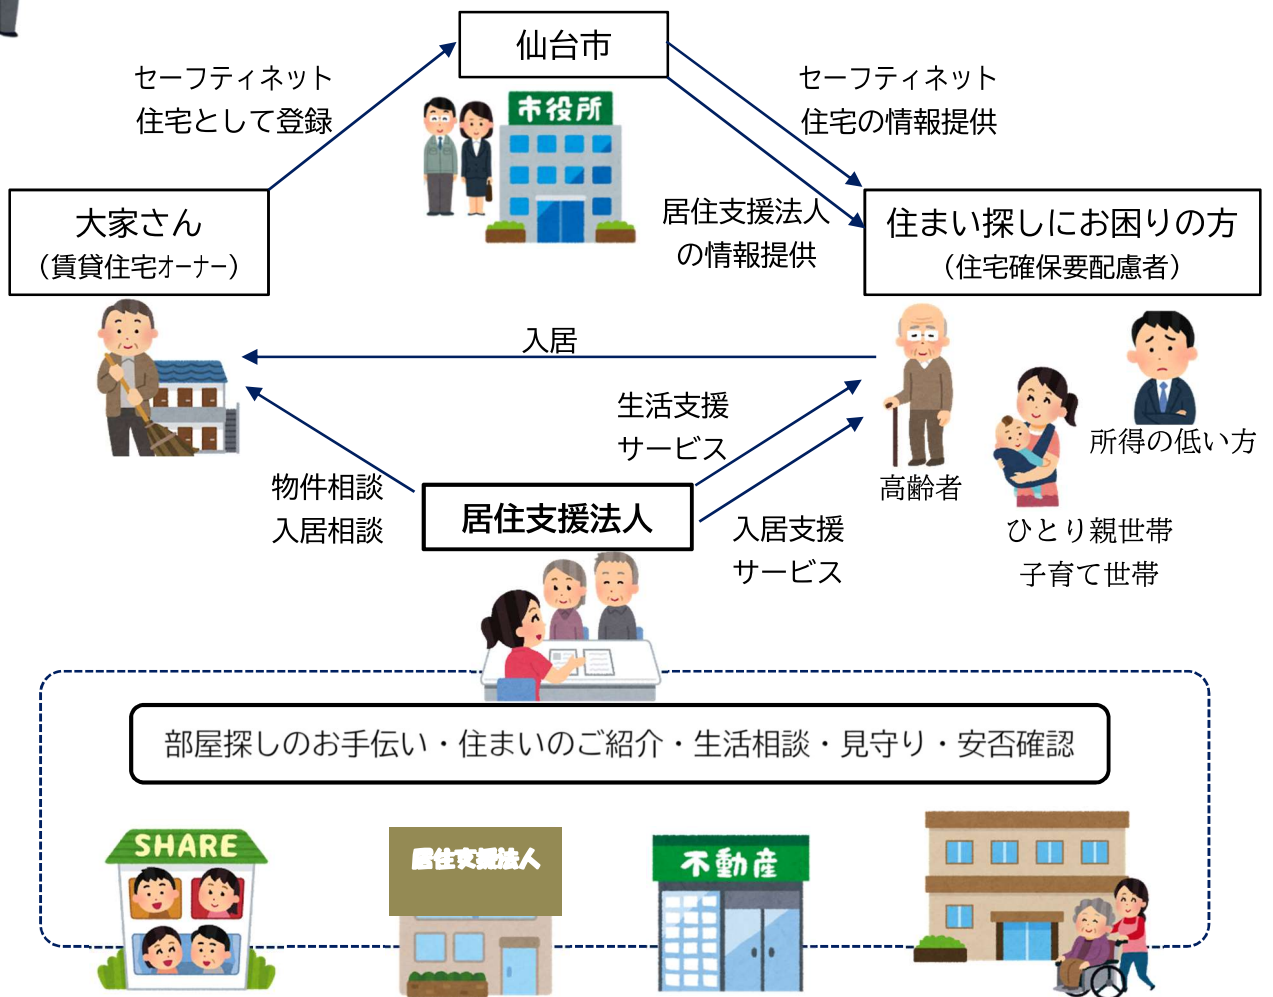 仙台市
セーフティネット
住宅として登録
セーフティネット
住宅の情報提供
市役所
大家さん
（賃貸住宅オーナー）
居住支援法人
の情報提供
住まい探しにお困りの方
（住宅確保要配慮者）
入居
生活支援
サービス
所得の低い方
高齢者
物件相談
入居相談
居住支援法人
入居支援
サービス
ひとり親世帯
子育て世帯
部屋探しのお手伝い・住まいのご紹介・生活相談・見守り・安否確認
SHARE
居住支援法人
不動産